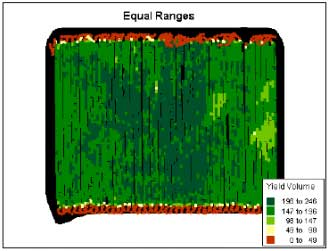 Equal Ranges
Yield Volume
196 to 246
147 to 196
98 to 147
49 to 98
0 to 49